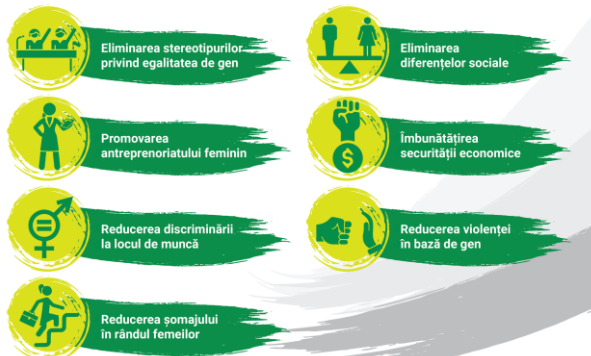 Eliminarea stereotipurilor
privind egalitatea de gen
Promovarea
antreprenoriatului feminin
Reducerea discriminării
la locul de muncă
Reducerea șomajului
în rândul femeilor
Eliminarea
diferențelor sociale
Îmbunătățirea
securității economice
$
Reducerea violenței
în bază de gen